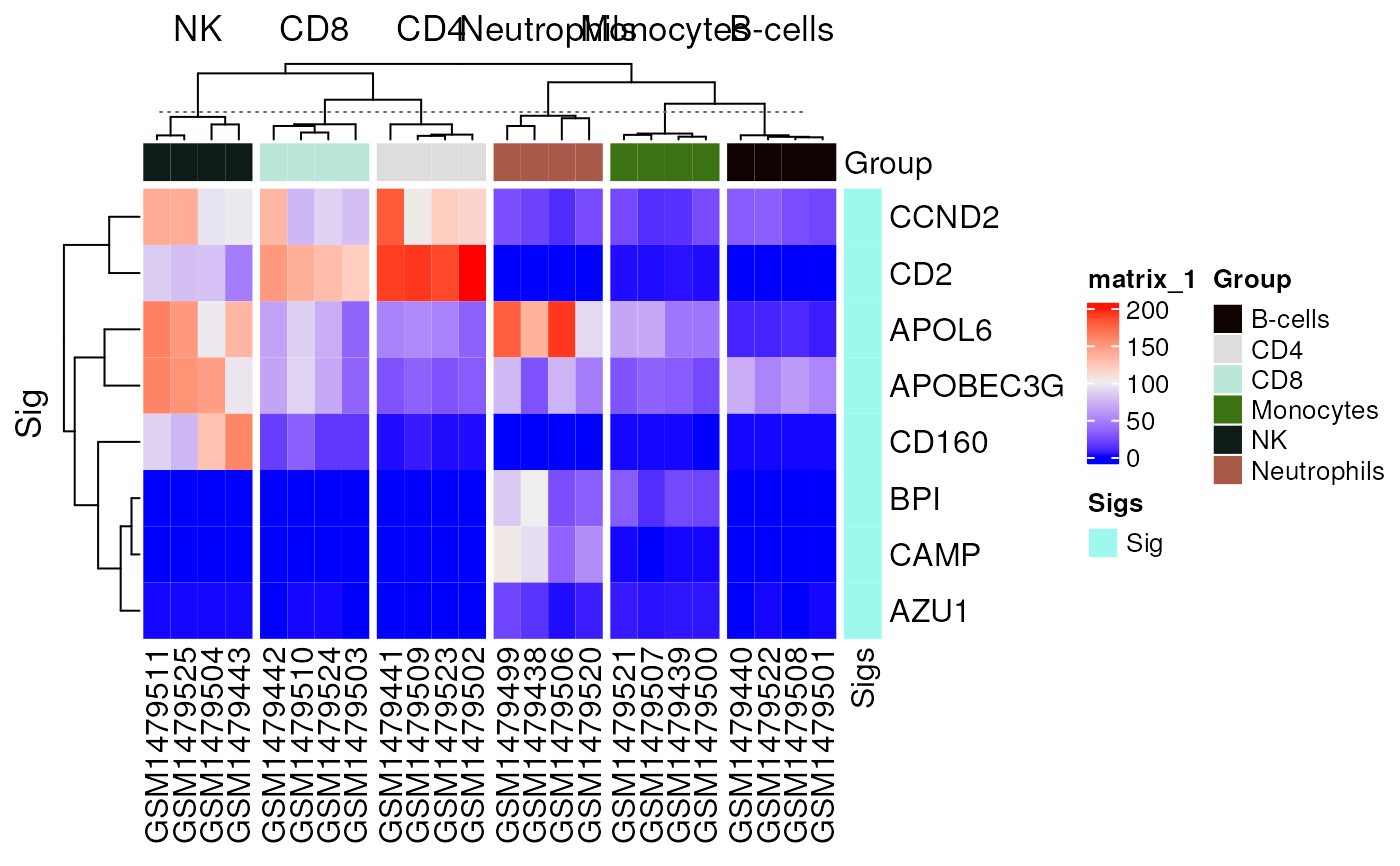 NK CD8 CD4 Neutrophils Monocytes B-cells
Group
CCND2
CD2
APOL6
APOBEC3G
CD160
BPI
CAMP
AZU1
Sig
GSM1479511
GSM1479525
GSM1479504
GSM1479443
GSM1479442
GSM1479510
GSM1479524
GSM1479503
GSM1479441
GSM1479509
GSM1479523
GSM1479502
GSM1479499
GSM1479438
GSM1479506
GSM1479520
GSM1479521
GSM1479507
GSM1479439
GSM1479500
GSM1479440
GSM1479522
GSM1479508
GSM1479501
Sigs
matrix_1
200
150
100
50
0
Group
B-cells
CD4
CD8
Monocytes
NK
Neutrophils
Sigs
Sig